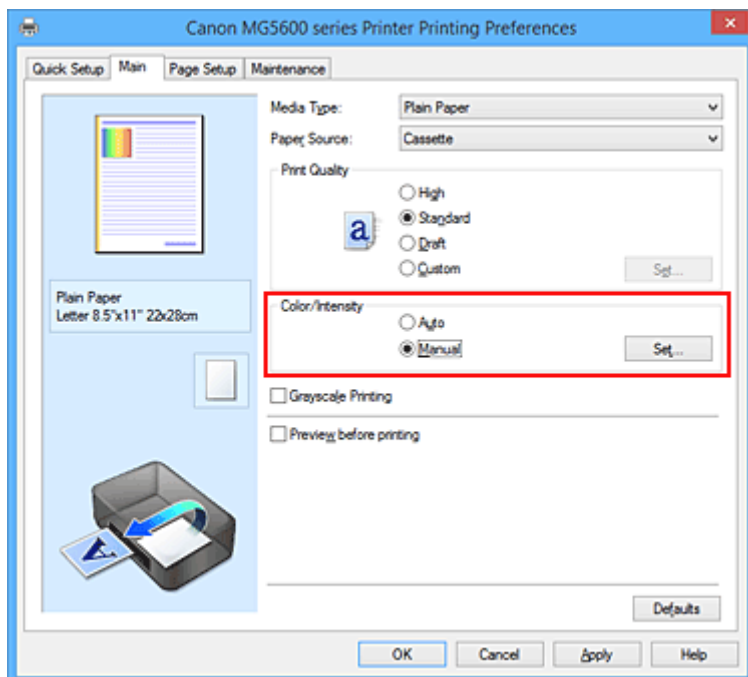 Canon MG5600 series Printer Printing Preferences
Quick Setup Main Page Setup Maintenance
Media Type: Plain Paper
Paper Source: Cassette
Print Quality
High
Standard
a
Draft
Custom Set...
Plain Paper
Letter 8.5"x11" 22x28cm
Color/Intensity
Auto
Manual Set...
Grayscale Printing
Preview before printing
A
Defaults
OK Cancel Apply Help